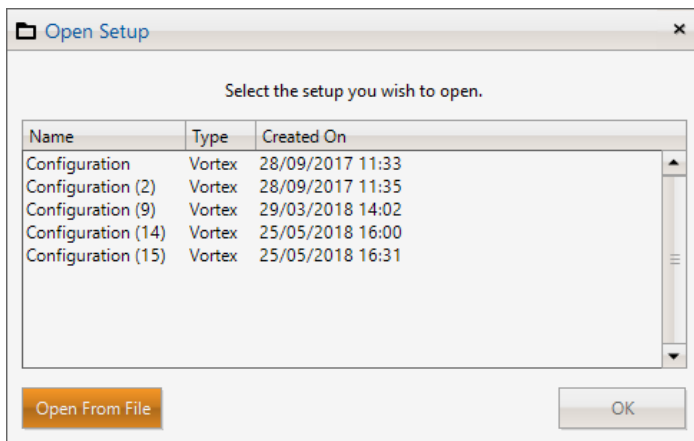 Open Setup
Select the setup you wish to open.
Name Type Created On
Configuration Vortex 28/09/2017 11:33
Configuration (2) Vortex 28/09/2017 11:35
Configuration (9) Vortex 29/03/2018 14:02
Configuration (14) Vortex 25/05/2018 16:00
Configuration (15) Vortex 25/05/2018 16:31
Open From File OK